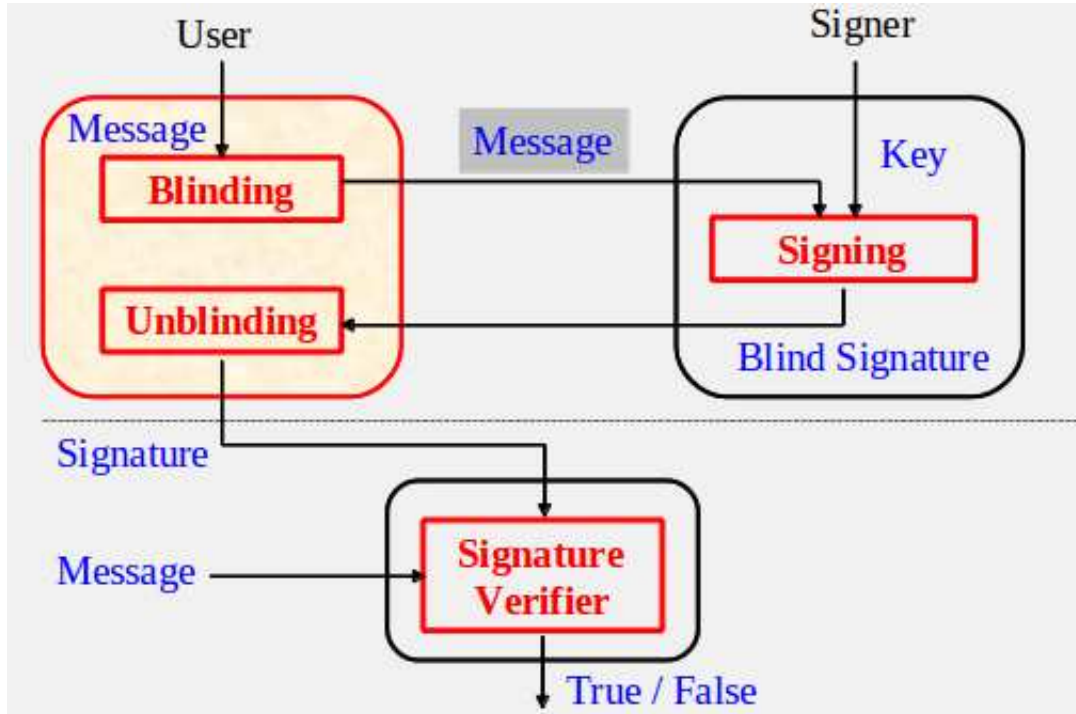 User
Signer
Message
Message
Key
Blinding
Signing
Unblinding
Blind Signature
Signature
Message
Signature
Verifier
True / False